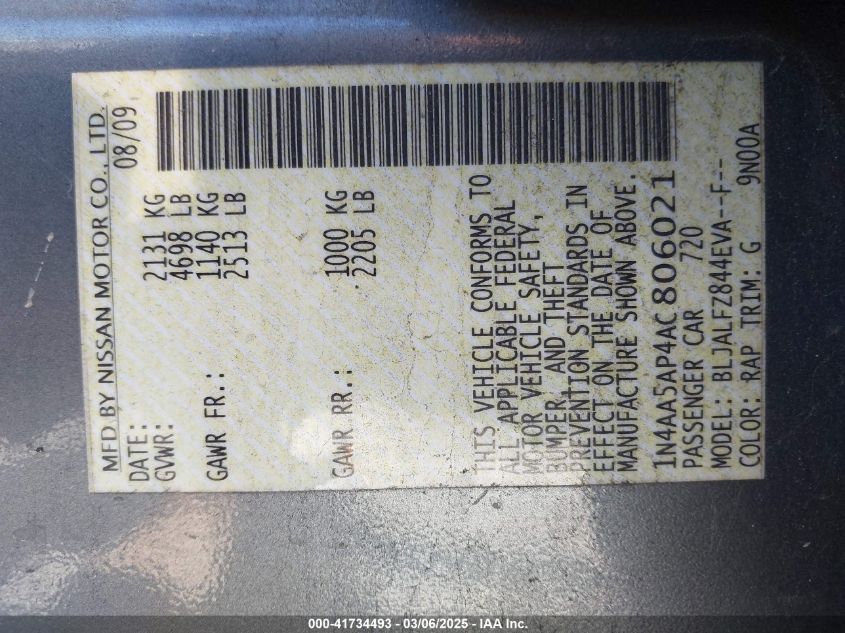 MFD BY NISSAN MOTOR CO., LTD.
DATE: 08/09
GVWR: 2131 KG
4698 LB
GAWR FR.: 1140 KG
2513 LB
GAWR RR.: 1000 KG
2205 LB
THIS VEHICLE CONFORMS TO
ALL APPLICABLE FEDERAL
MOTOR VEHICLE SAFETY,
BUMPER AND THEFT
PREVENTION STANDARDS IN
EFFECT ON THE DATE OF
MANUFACTURE SHOWN ABOVE.
1N4AA5AP4AC806021
PASSENGER CAR 720
MODEL: BLJALFZ844EVA--F--
COLOR: RAP TRIM: G 9N00A
000-41734493 - 03/06/2025 - IAA Inc.